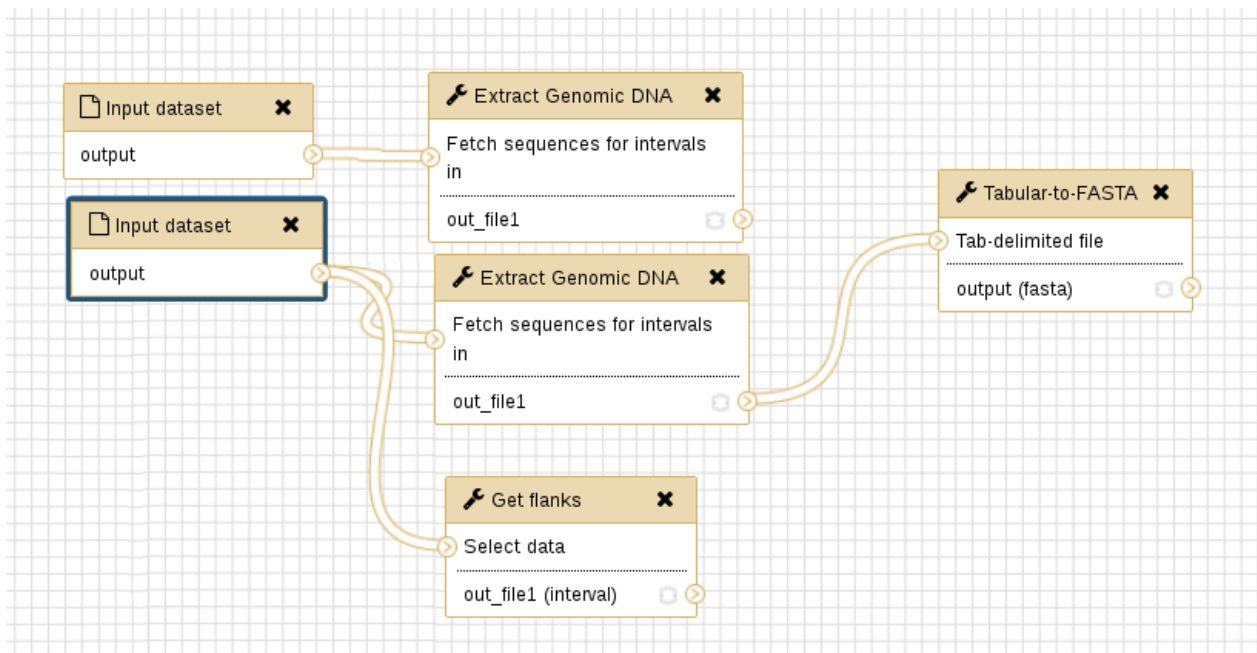 Input dataset
output
Input dataset
output
Extract Genomic DNA
Fetch sequences for intervals
in
out_file1
Extract Genomic DNA
Fetch sequences for intervals
in
out_file1
Get flanks
Select data
out_file1 (interval)
Tabular-to-FASTA
Tab-delimited file
output (fasta)